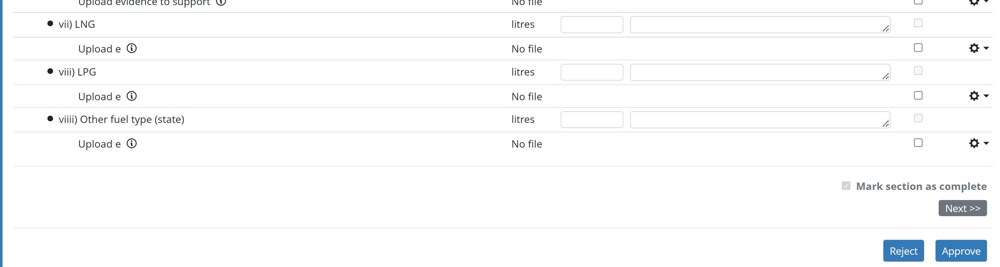 Upload evidence to support No file
vii) LNG litres
Upload e No file
viii) LPG litres
Upload e No file
viiii) Other fuel type (state) litres
Upload e No file
Mark section as complete
Next >>
Reject Approve